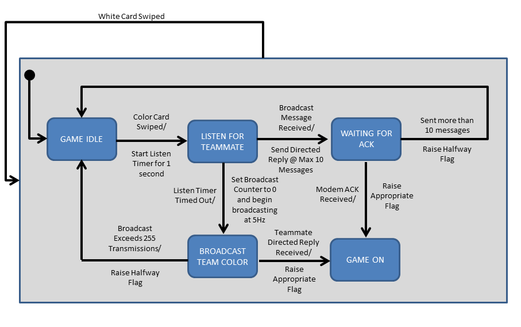 White Card Swiped
GAME IDLE
Color Card
Swiped/
Start Listen
Timer for 1
second
LISTEN FOR
TEAMMATE
Broadcast
Message
Received/
Send Directed
Reply @ Max 10
Messages
WAITING FOR
ACK
Sent more than
10 messages
Raise Halfway
Flag
Listen Timer
Timed Out/
Set Broadcast
Counter to 0
and begin
broadcasting
at 5Hz
Modem ACK
Received/
Raise
Appropriate
Flag
Broadcast
Exceeds 255
Transmissions/
Raise Halfway
Flag
BROADCAST
TEAM COLOR
Teammate
Directed Reply
Received/
Raise
Appropriate
Flag
GAME ON